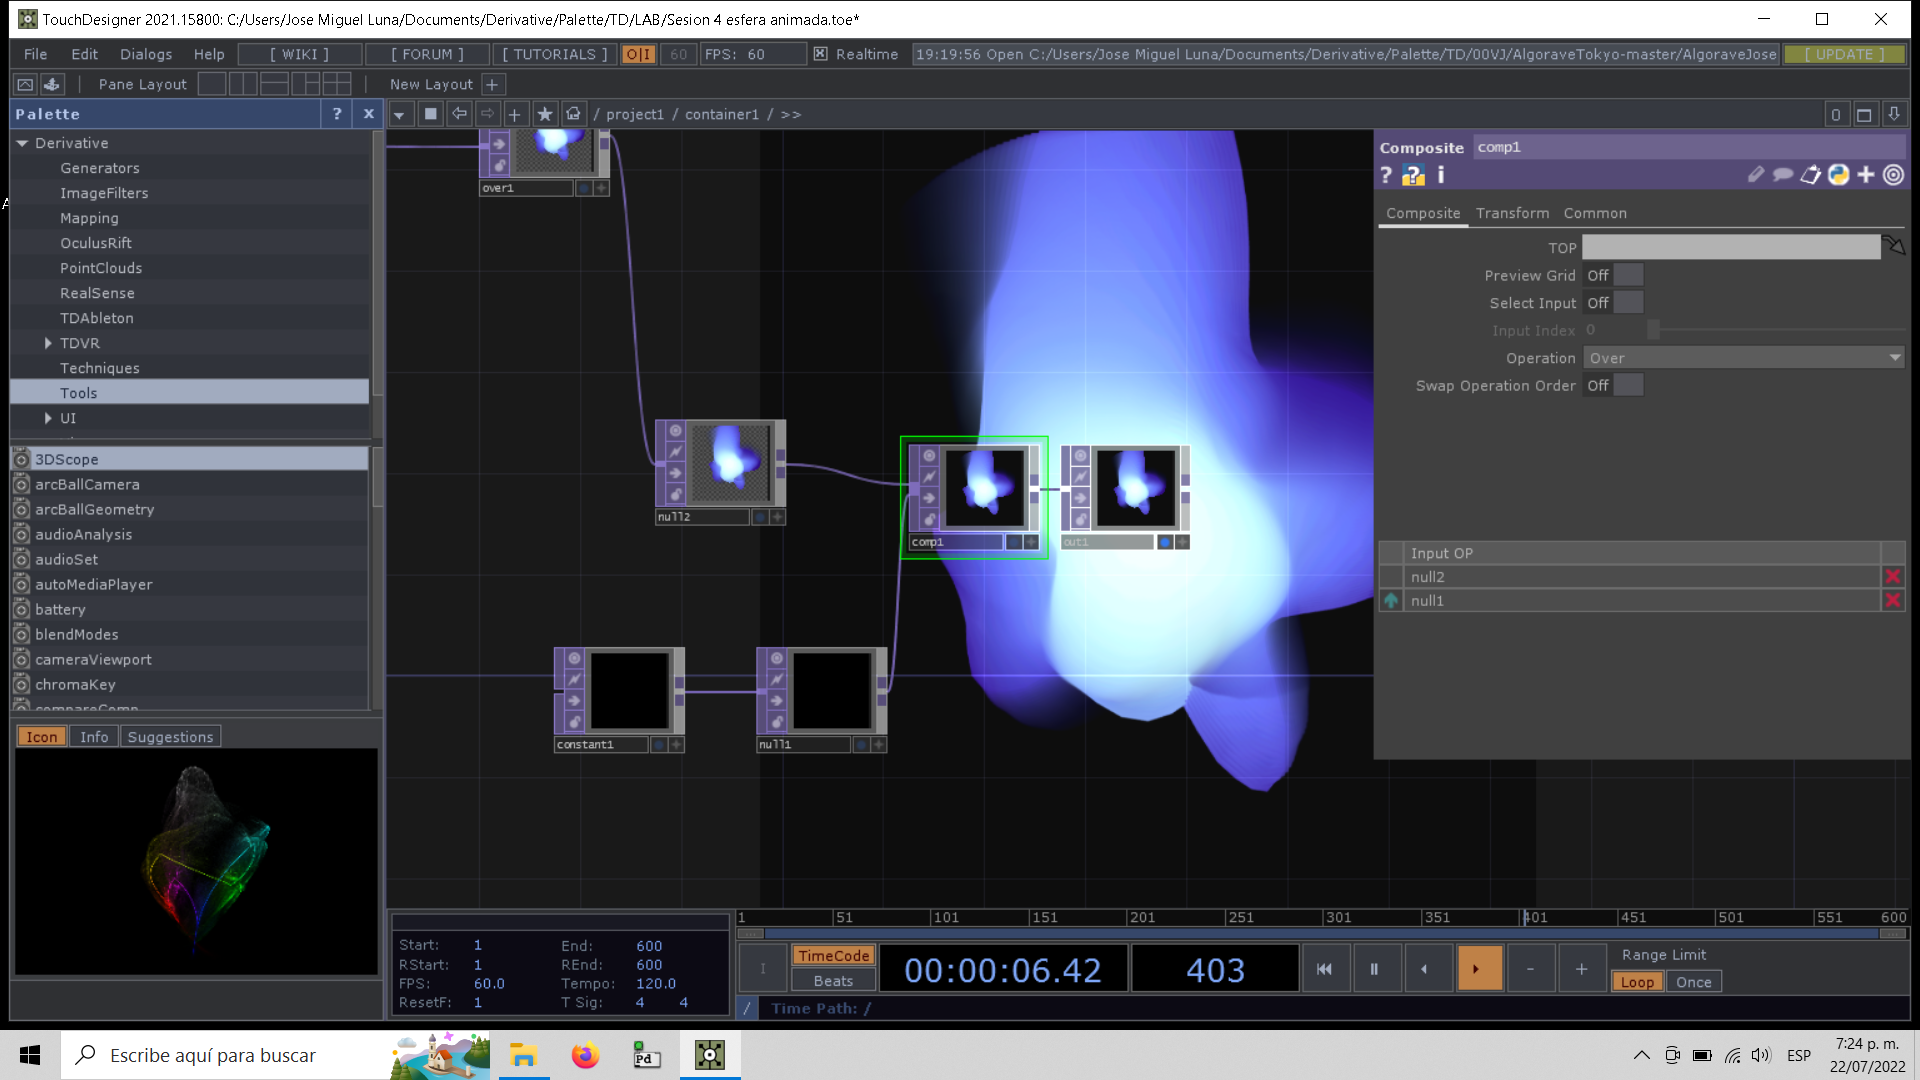 TouchDesigner 2021.15800: C:/Users/Jose Miguel Luna/Documents/Derivative/Palette/TD/LAB/Sesion 4 esfera animada.toe*
File Edit Dialogs Help [ WIKI ] [ FORUM ] [ TUTORIALS ] O|I 60 FPS: 60 Realtime 19:19:56 Open C:/Users/Jose Miguel Luna/Documents/Derivative/Palette/TD/00VJ/AlgoraveTokyo-master/AlgoraveJose [ UPDATE ]
Pane Layout New Layout +
Palette ? x
/ project1 / container1 / >> 0
Derivative
Generators
ImageFilters
Mapping
OculusRift
PointClouds
RealSense
TDAbleton
TDVR
Techniques
Tools
UI
3DScope
arcBallCamera
arcBallGeometry
audioAnalysis
audioSet
autoMediaPlayer
battery
blendModes
cameraViewport
chromaKey
compareComp
Icon Info Suggestions
over1
null2
comp1
out1
constant1
null1
Composite comp1
? ? i
Composite Transform Common
TOP
Preview Grid Off
Select Input Off
Input Index 0
Operation Over
Swap Operation Order Off
Input OP
null2
null1
Start: 1 End: 600
RStart: 1 REnd: 600
FPS: 60.0 Tempo: 120.0
ResetF: 1 T Sig: 4 4
1 51 101 151 201 251 301 351 401 451 501 551 600
I TimeCode Beats 00:00:06.42 403 - + Range Limit
Loop Once
/ Time Path: /
Escribe aquí para buscar
Pd
ESP
7:24 p. m.
22/07/2022